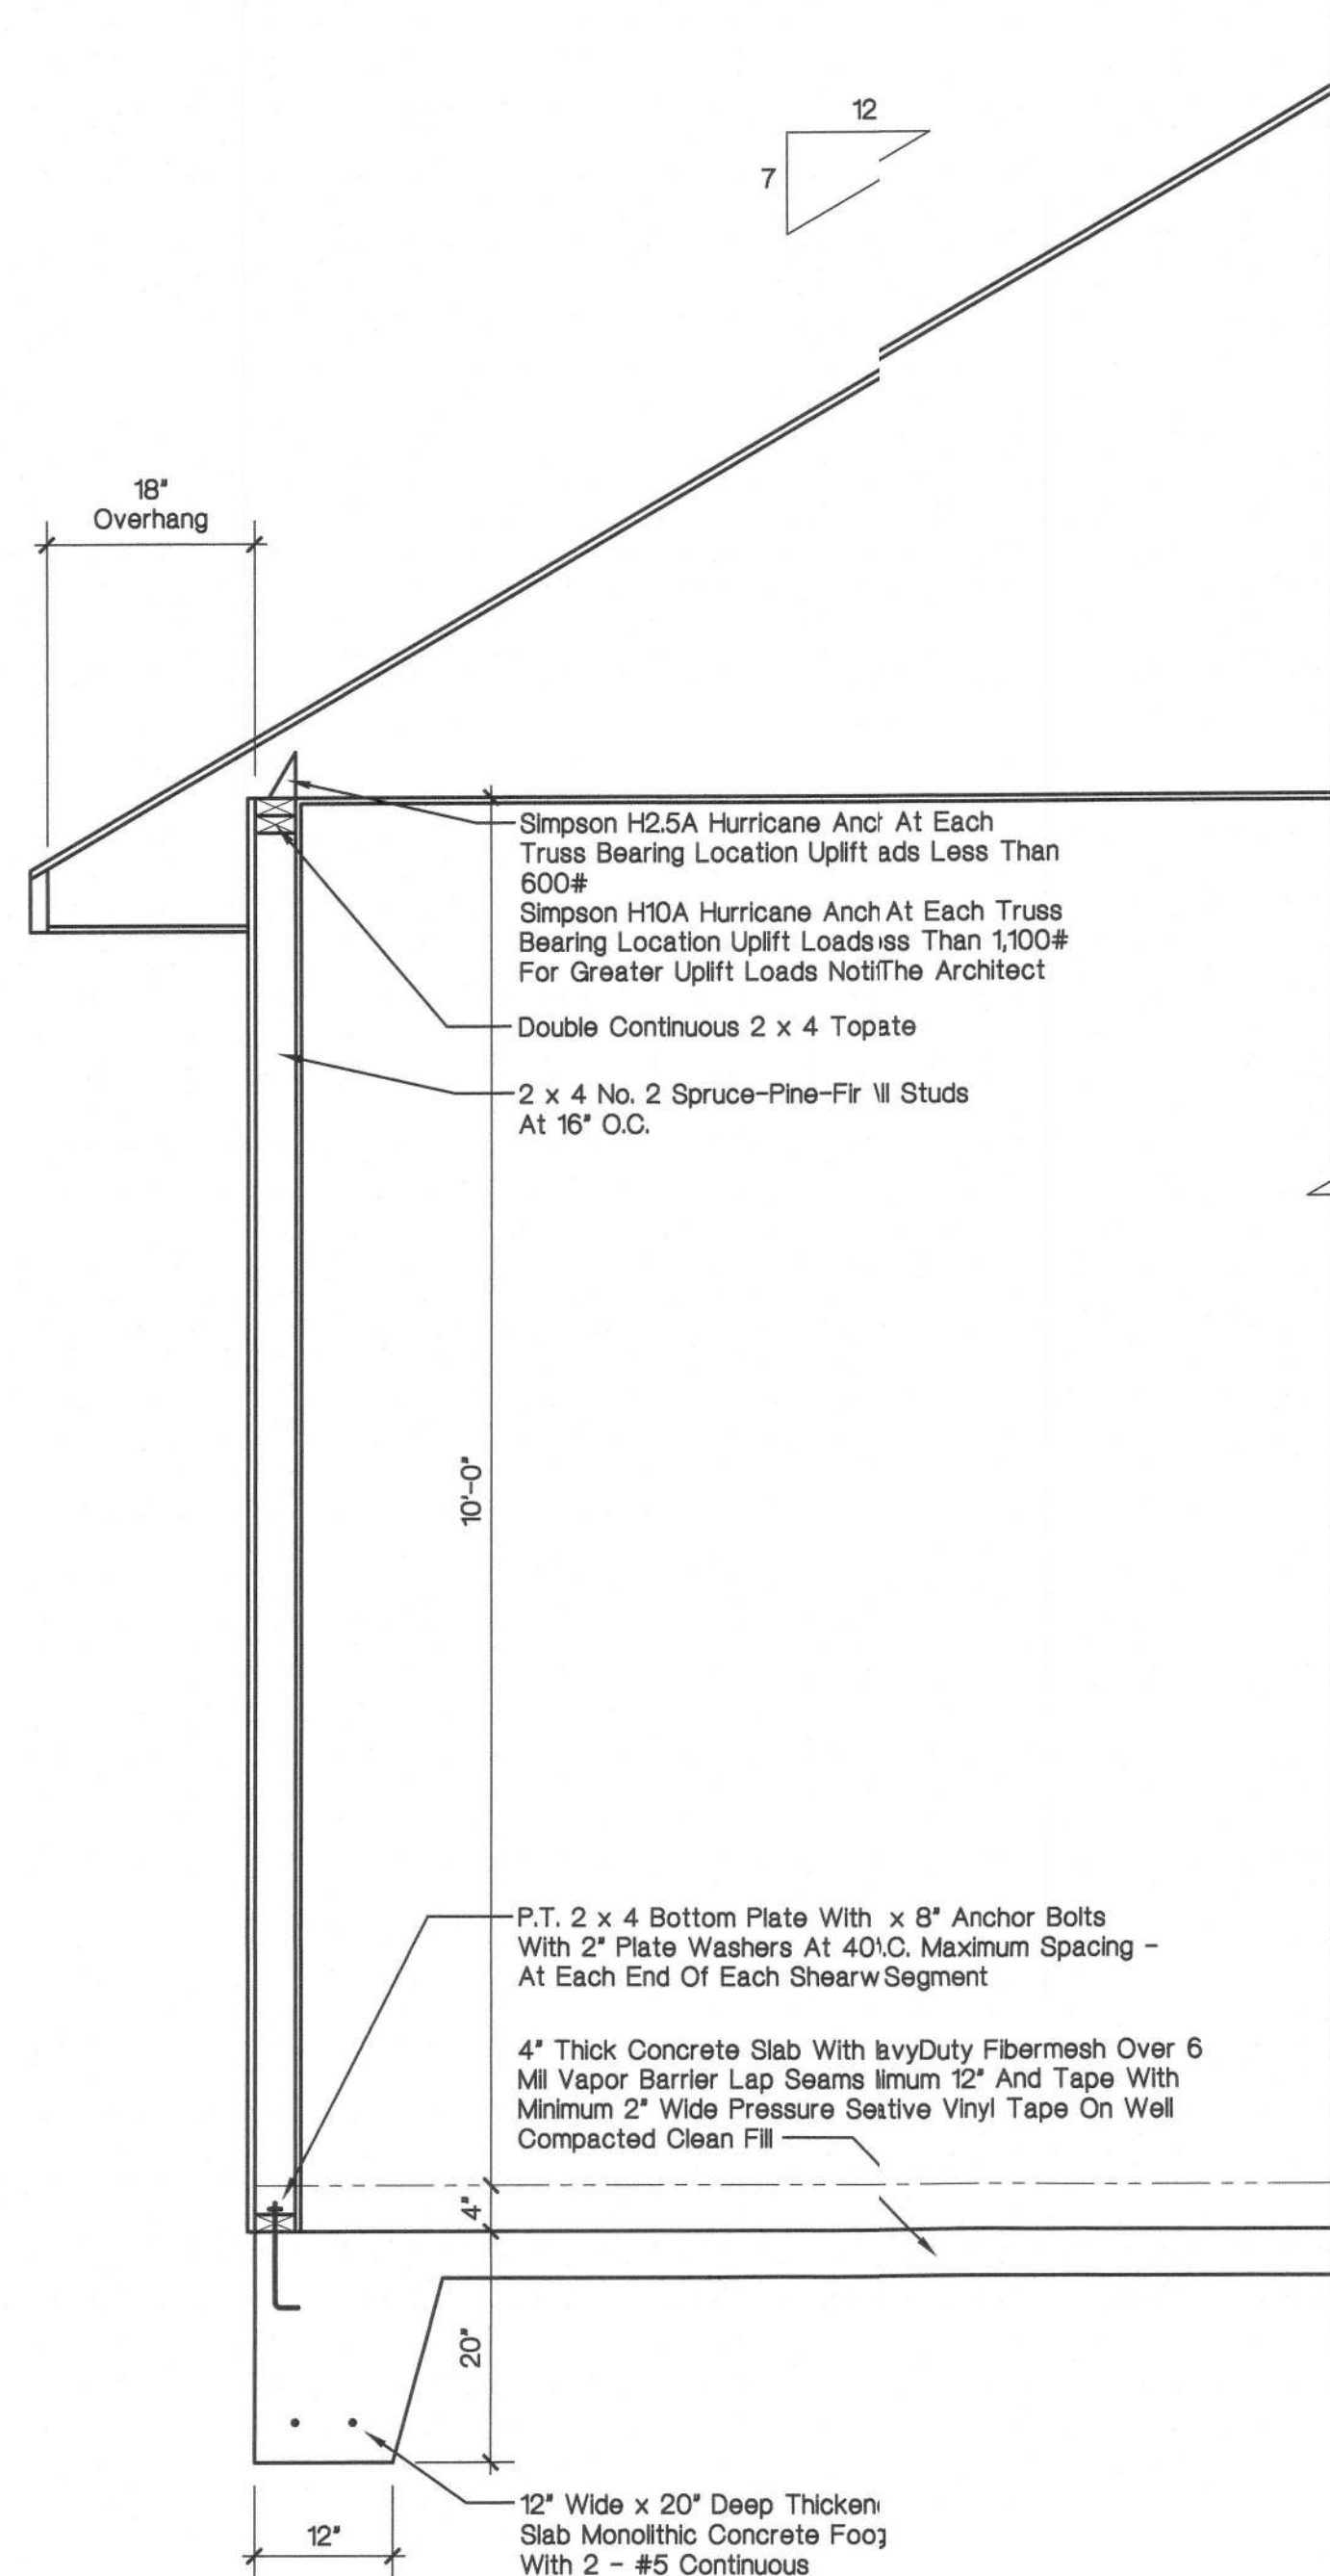 12
7
18"
Overhang
Simpson H2.5A Hurricane At Each
Truss Bearing Location Uplift Less Than
600#
Simpson H10A Hurricane At Each Truss
Bearing Location Uplift Loads Than 1,100#
For Greater Uplift Loads The Architect
Double Continuous 2 x 4
2 x 4 No. 2 Spruce-Pine-Fir Studs
At 16" O.C.
10'-0"
P.T. 2 x 4 Bottom Plate With x 8" Anchor Bolts
With 2" Plate Washers At Maximum Spacing -
At Each End Of Each Segment
4" Thick Concrete Slab With Fibermesh Over 6
Mil Vapor Barrier Lap Seams 12" And Tape With
Minimum 2" Wide Pressure Vinyl Tape On Well
Compacted Clean Fill
4"
20"
12" Wide x 20" Deep
Slab Monolithic Concrete
With 2 - #5 Continuous
12"